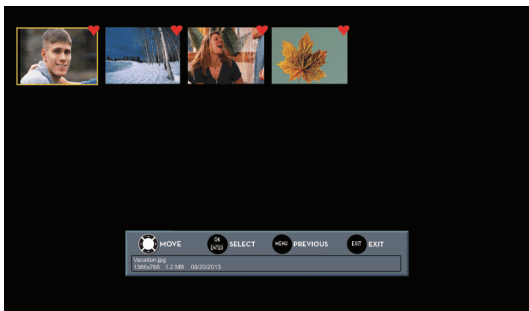 MOVE
OK
ENTER
SELECT
MENU
PREVIOUS
EXIT
EXIT
Vacation.jpg
1366x768 1.2 MB 08/20/2013